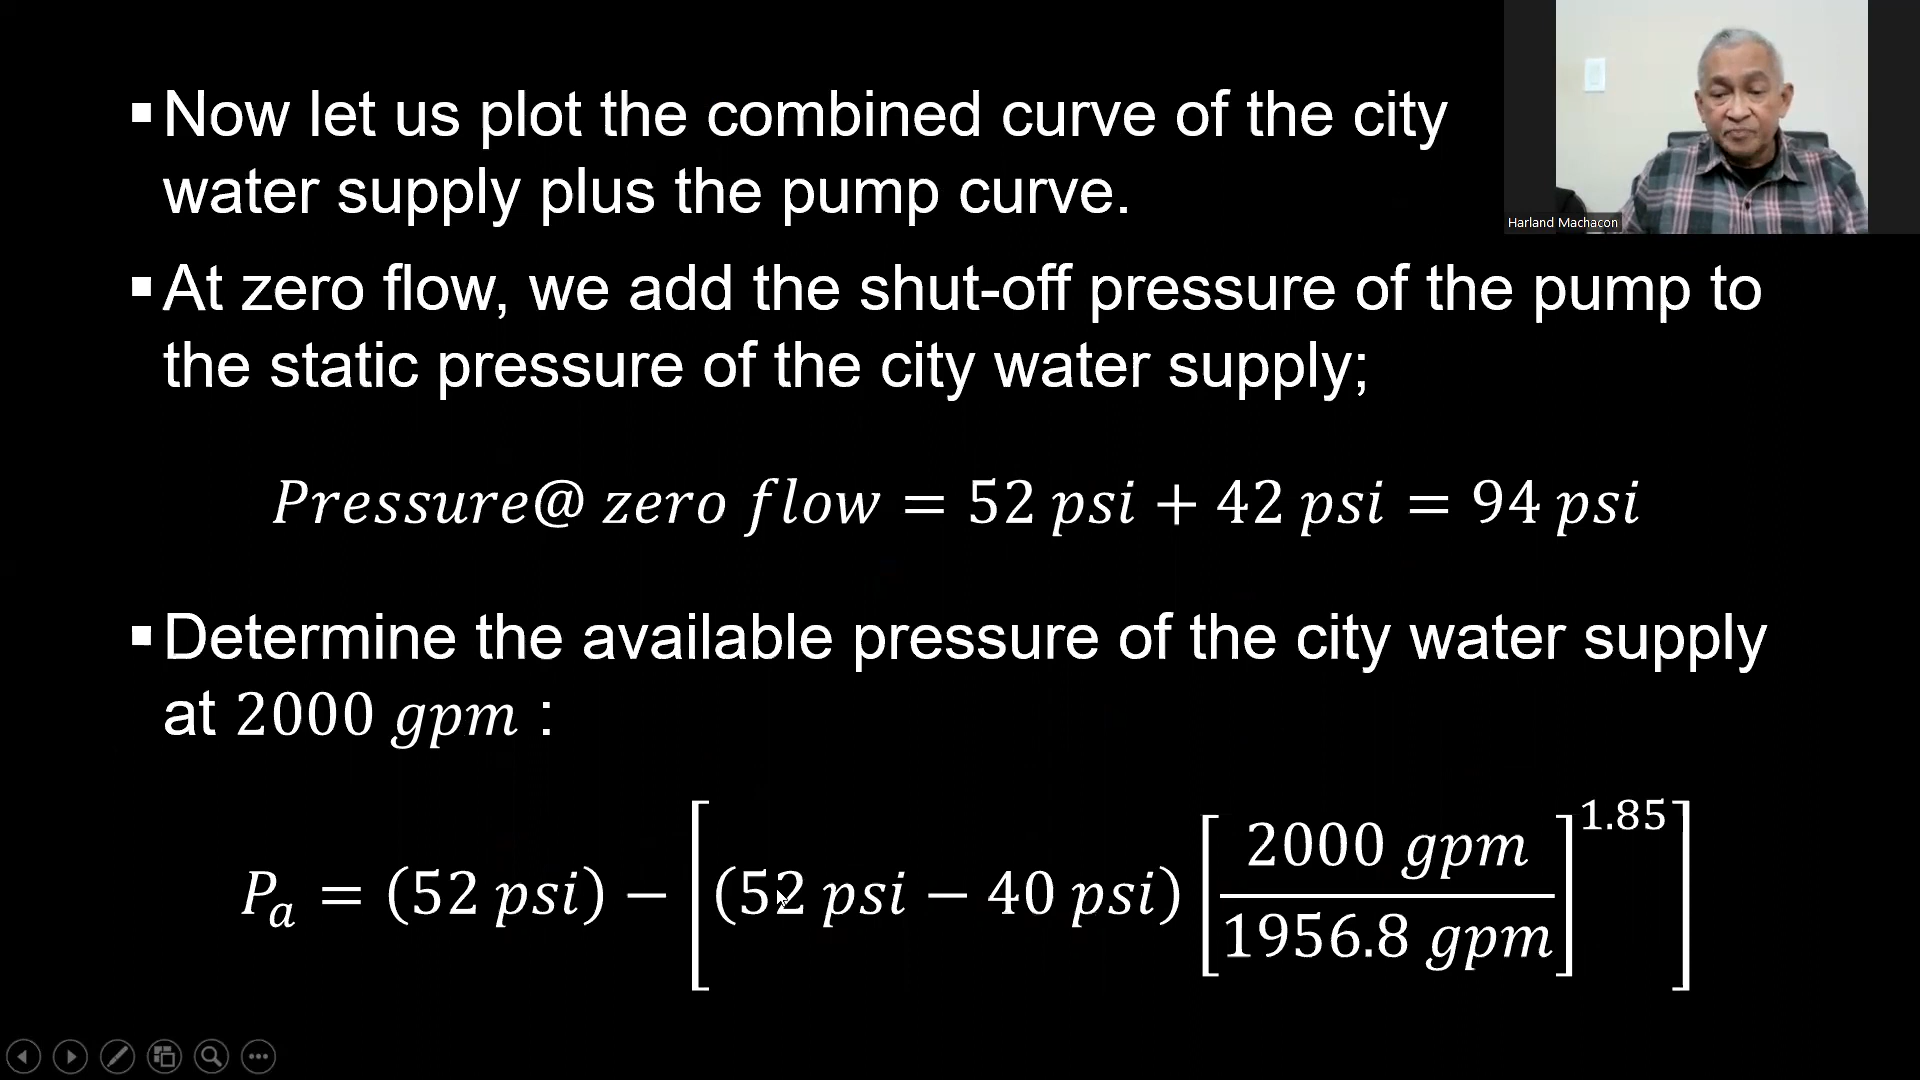 ▪Now let us plot the combined curve of the city
water supply plus the pump curve.
▪At zero flow, we add the shut-off pressure of the pump to
the static pressure of the city water supply;
Pressure@ zero flow = 52 psi + 42 psi = 94 psi
▪Determine the available pressure of the city water supply
at 2000 gpm :
P_a = (52 psi) − [(52 psi − 40 psi) [2000 gpm / 1956.8 gpm]^1.85]
Harland Machacon